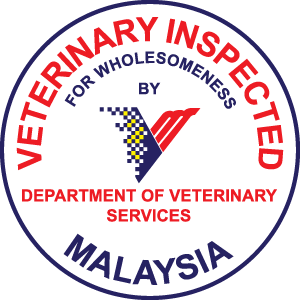 VETERINARY INSPECTED
FOR WHOLESOMENESS
BY
DEPARTMENT OF VETERINARY
SERVICES
MALAYSIA